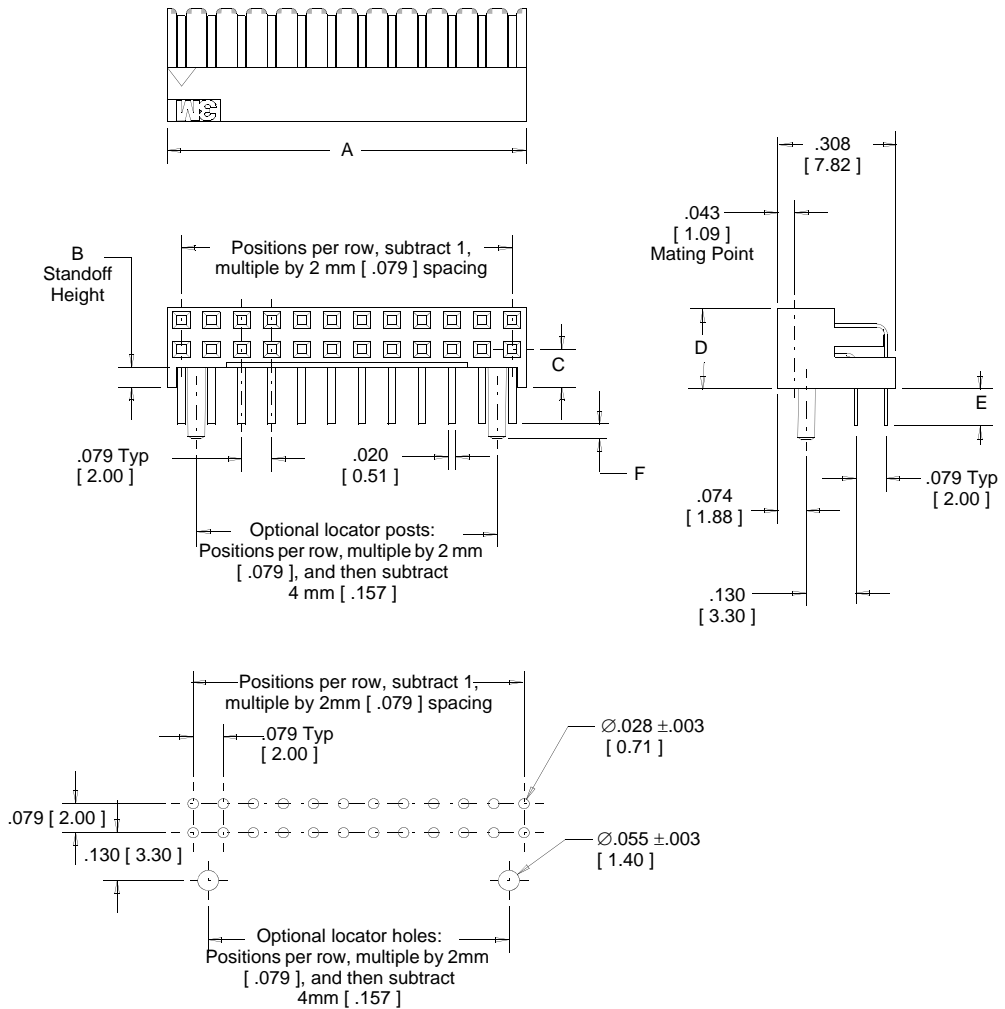 3M
A
.308
[ 7.82 ]
.043
[ 1.09 ]
Mating Point
B
Standoff
Height
Positions per row, subtract 1,
multiple by 2 mm [ .079 ] spacing
C
D
E
F
.079 Typ
[ 2.00 ]
.020
[ 0.51 ]
.079 Typ
[ 2.00 ]
.074
[ 1.88 ]
.130
[ 3.30 ]
Optional locator posts:
Positions per row, multiple by 2 mm
[ .079 ], and then subtract
4 mm [ .157 ]
Positions per row, subtract 1,
multiple by 2mm [ .079 ] spacing
.079 Typ
[ 2.00 ]
∅.028 ±.003
[ 0.71 ]
.079 [ 2.00 ]
.130 [ 3.30 ]
∅.055 ±.003
[ 1.40 ]
Optional locator holes:
Positions per row, multiple by 2mm
[ .079 ], and then subtract
4mm [ .157 ]